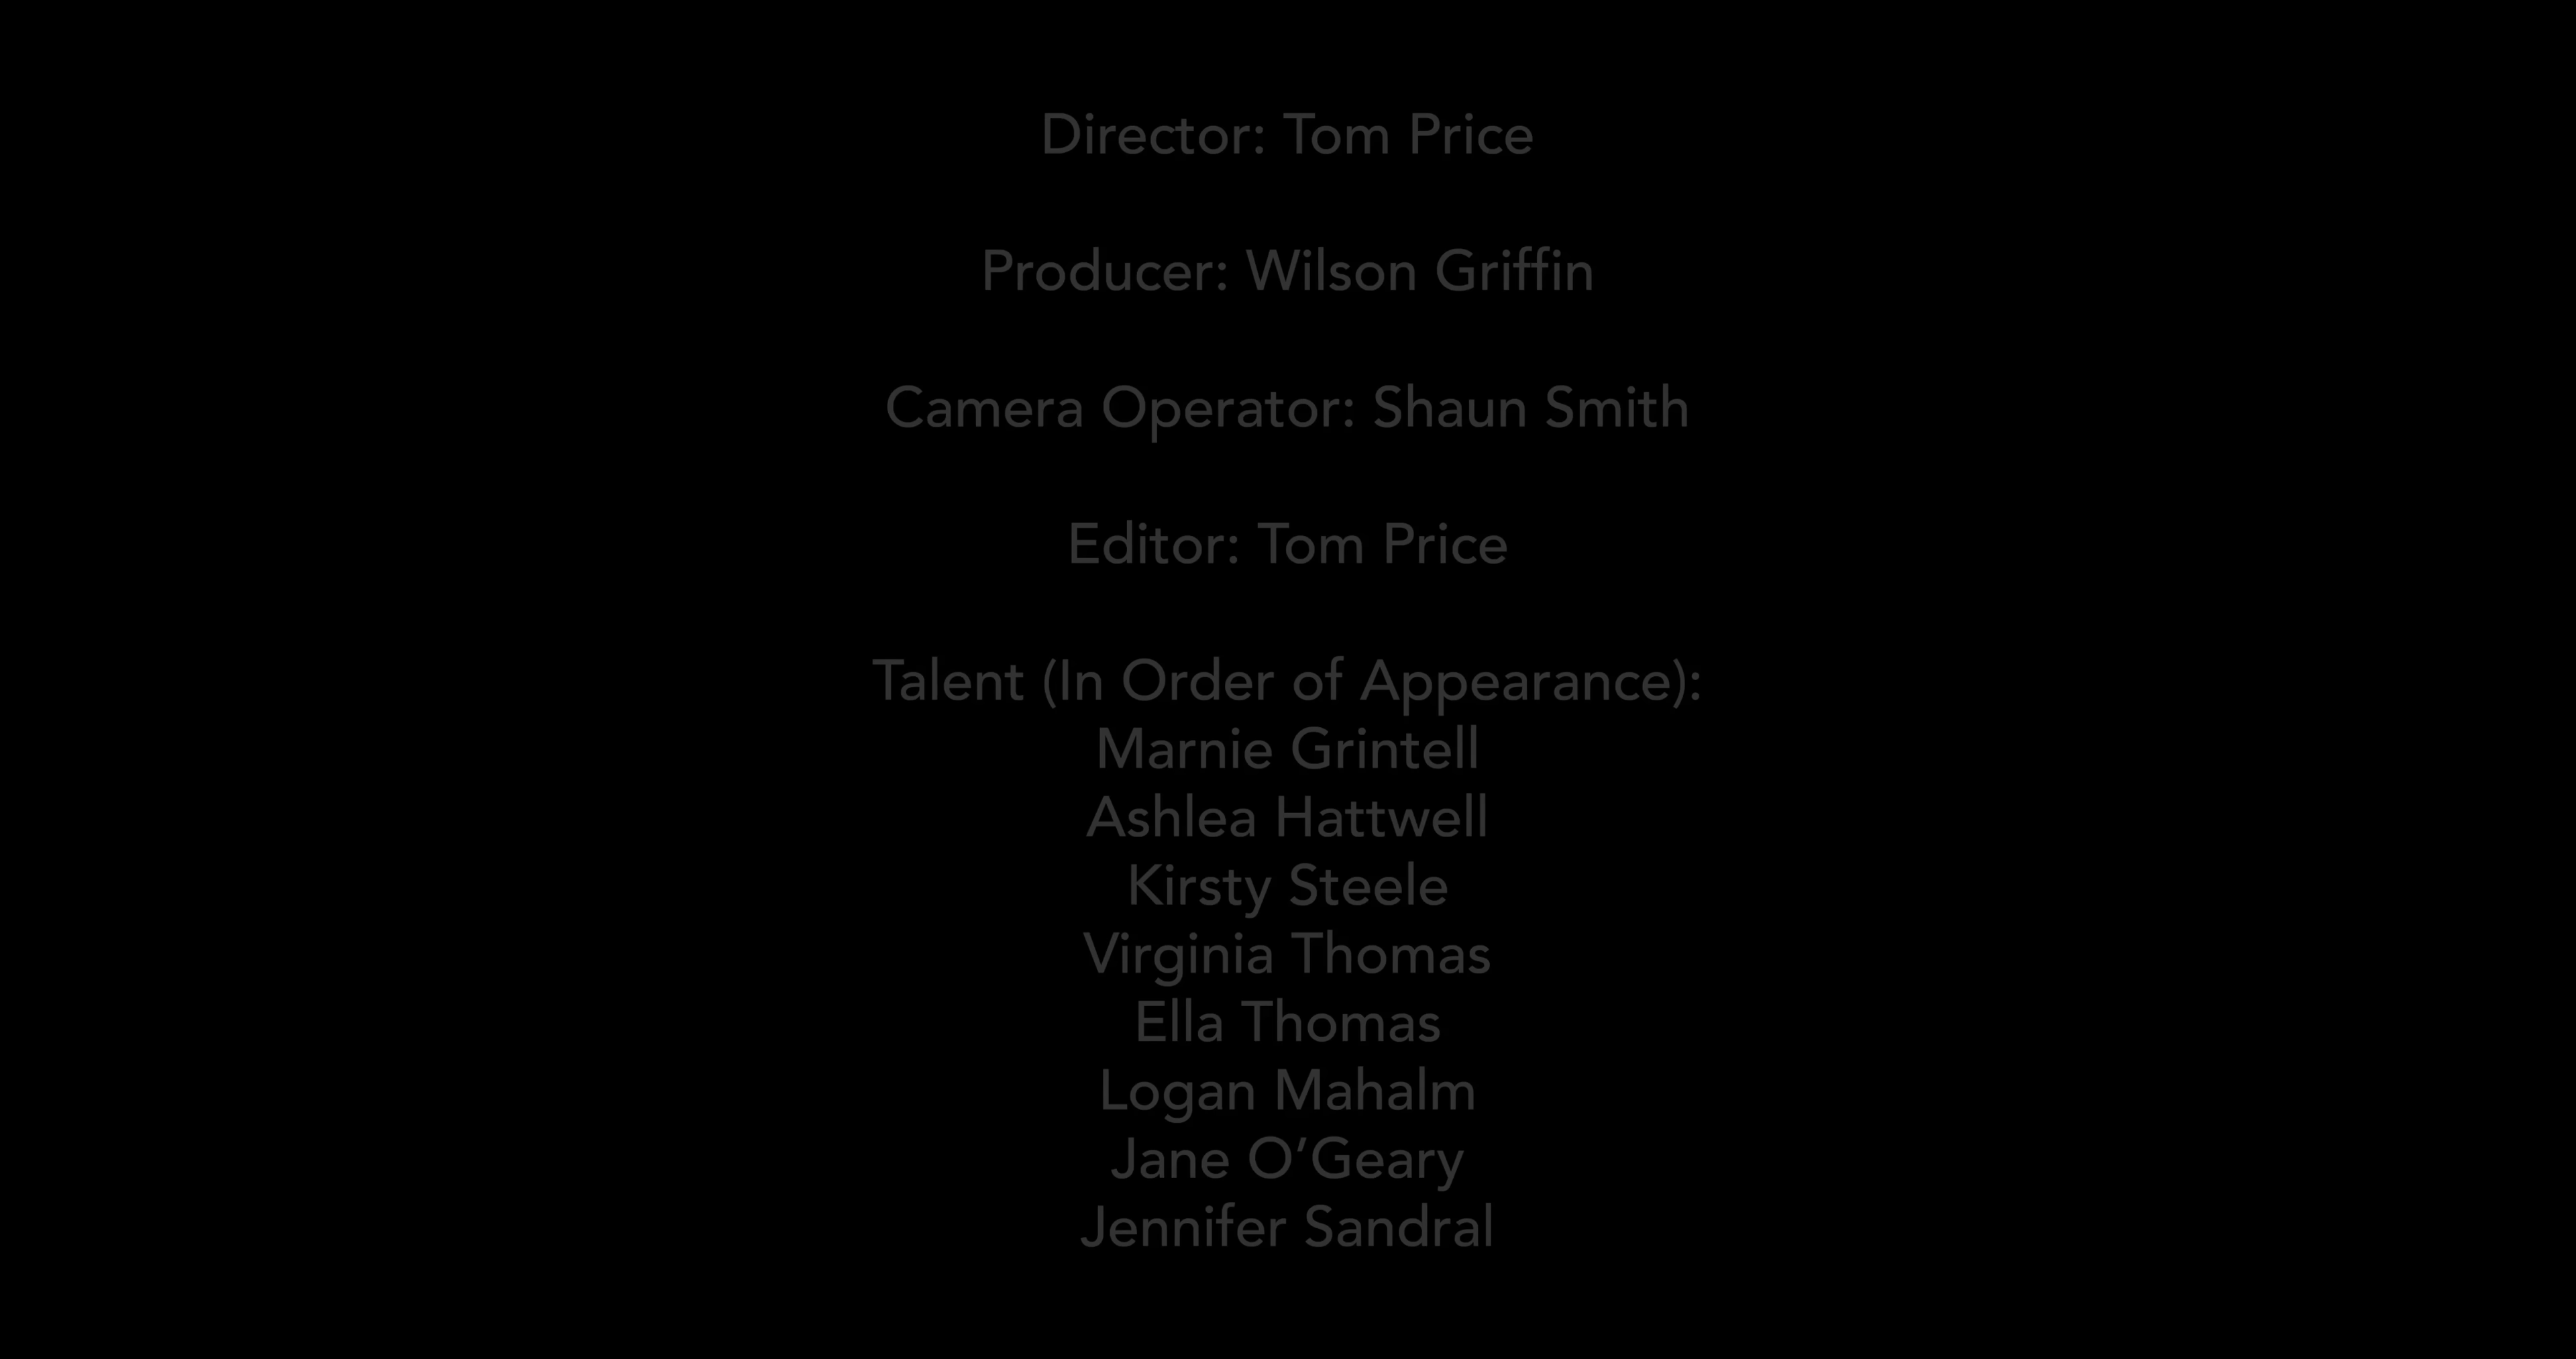 Director: Tom Price
Producer: Wilson Griffin
Camera Operator: Shaun Smith
Editor: Tom Price
Talent (In Order of Appearance):
Marnie Grintell
Ashlea Hattwell
Kirsty Steele
Virginia Thomas
Ella Thomas
Logan Mahalm
Jane O’Geary
Jennifer Sandral